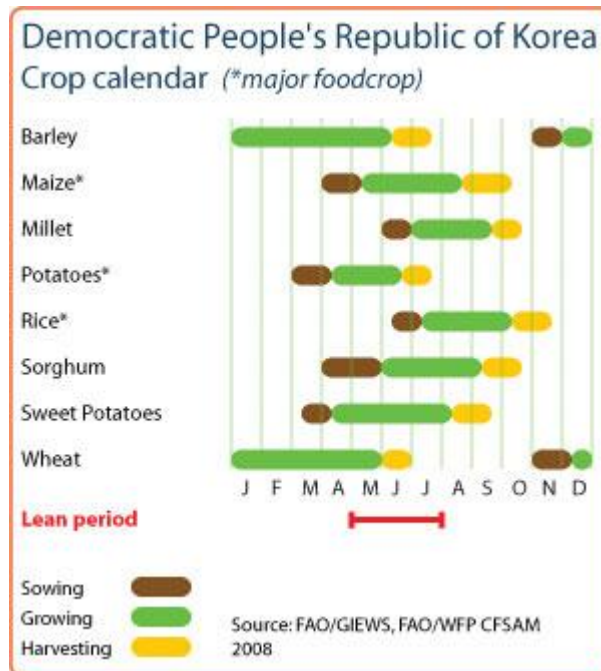 Democratic People's Republic of Korea
Crop calendar (*major foodcrop)
Barley
Maize*
Millet
Potatoes*
Rice*
Sorghum
Sweet Potatoes
Wheat
J F M A M J J A S O N D
Lean period
Sowing
Growing
Harvesting
Source: FAO/GIEWS, FAO/WFP CFSAM
2008